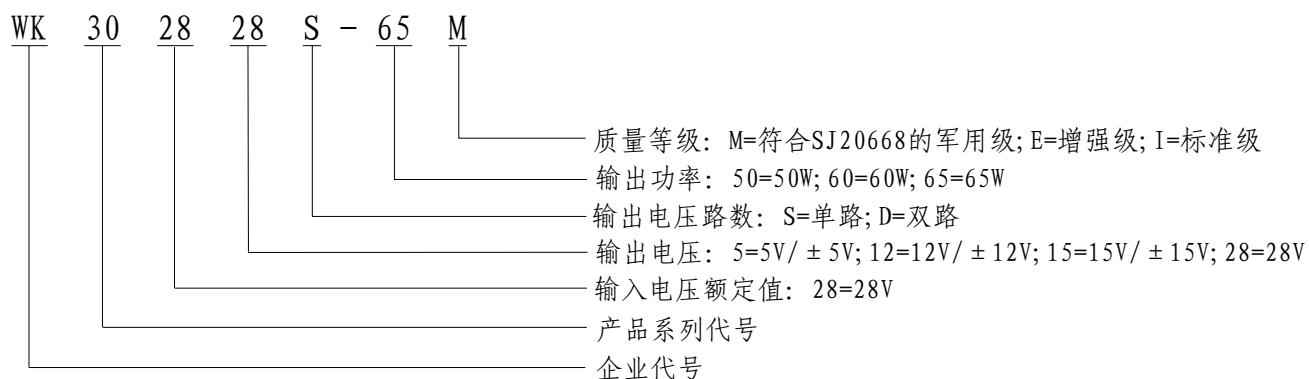 WK 30 28 28 S - 65 M
质量等级: M=符合SJ20668的军用级; E=增强级; I=标准级
输出功率: 50=50W; 60=60W; 65=65W
输出电压路数: S=单路; D=双路
输出电压: 5=5V/±5V; 12=12V/±12V; 15=15V/±15V; 28=28V
输入电压额定值: 28=28V
产品系列代号
企业代号